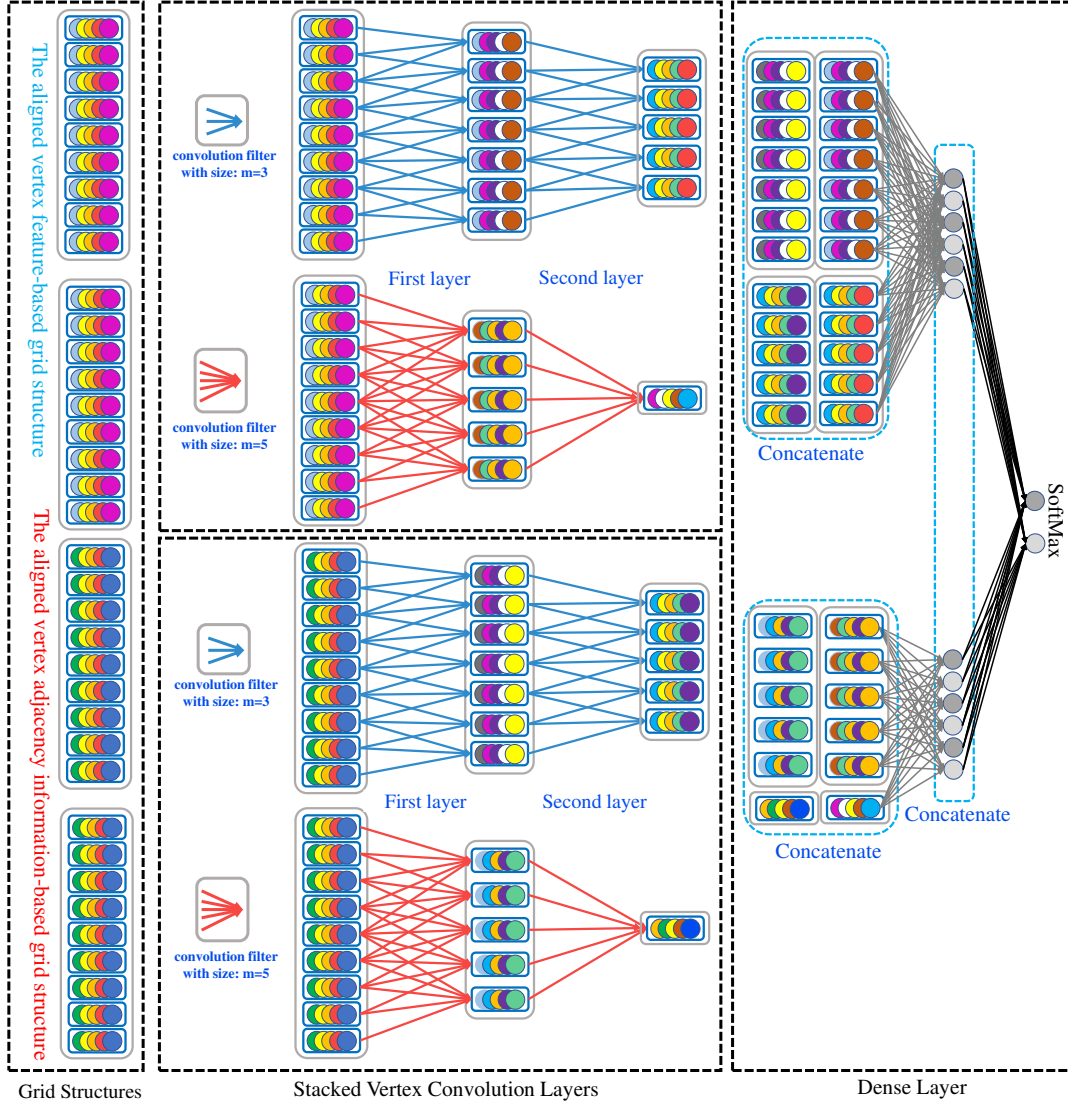 The aligned vertex feature-based grid structure
The aligned vertex adjacency information-based grid structure
Grid Structures
convolution filter
with size: m=3
First layer
Second layer
convolution filter
with size: m=5
convolution filter
with size: m=3
First layer
Second layer
convolution filter
with size: m=5
Stacked Vertex Convolution Layers
Concatenate
SoftMax
Concatenate
Concatenate
Dense Layer